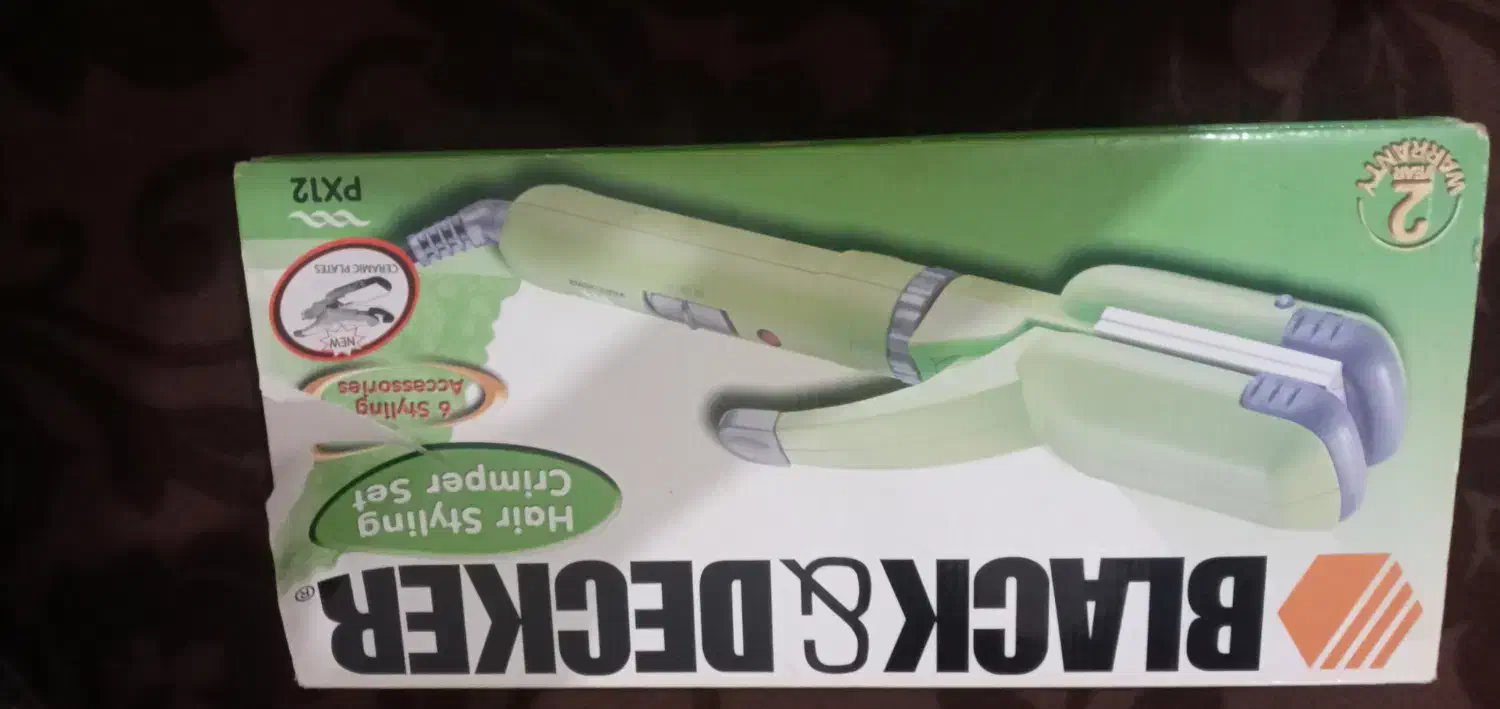 BLACK&DECKER®
Hair Styling
Crimper Set
6 Styling
Accessories
NEW
CERAMIC PLATES
PX12
2
YEAR
WARRANTY